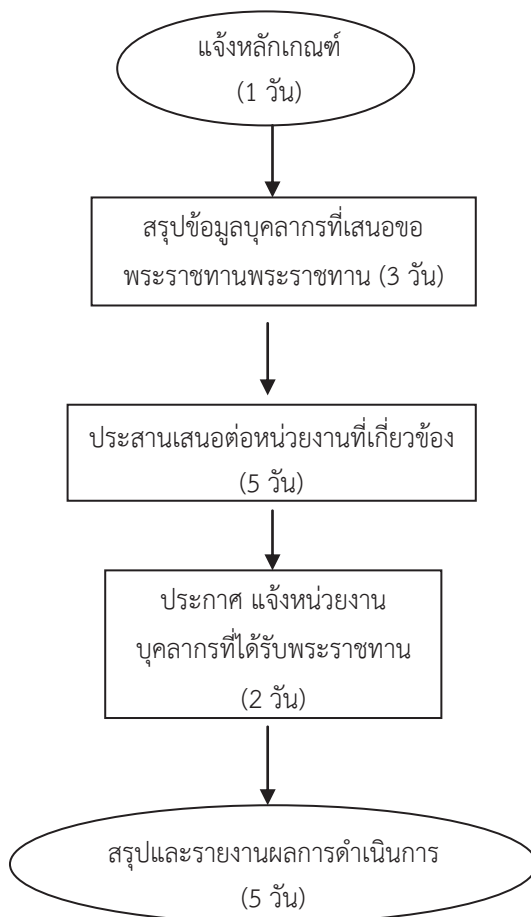 แจ้งหลักเกณฑ์
(1 วัน)
สรุปข้อมูลบุคลากรที่เสนอขอ
พระราชทานพระราชทาน (3 วัน)
ประสานเสนอต่อหน่วยงานที่เกี่ยวข้อง
(5 วัน)
ประกาศ แจ้งหน่วยงาน
บุคลากรที่ได้รับพระราชทาน
(2 วัน)
สรุปและรายงานผลการดำเนินการ
(5 วัน)